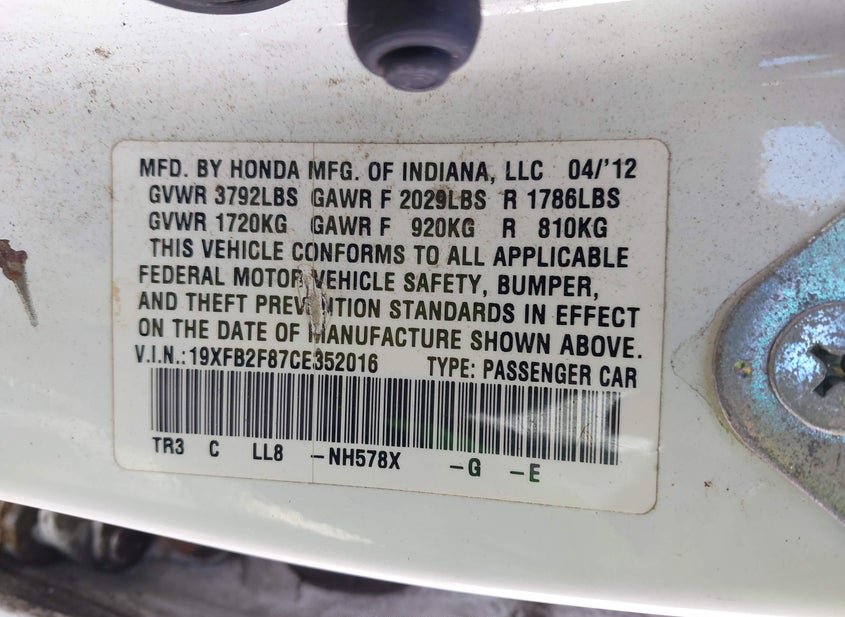 MFD. BY HONDA MFG. OF INDIANA, LLC 04/'12
GVWR 3792LBS GAWR F 2029LBS R 1786LBS
GVWR 1720KG GAWR F 920KG R 810KG
THIS VEHICLE CONFORMS TO ALL APPLICABLE
FEDERAL MOTOR VEHICLE SAFETY, BUMPER,
AND THEFT PREVENTION STANDARDS IN EFFECT
ON THE DATE OF MANUFACTURE SHOWN ABOVE.
V.I.N.:19XFB2F87CE352016 TYPE: PASSENGER CAR
TR3 C LL8 -NH578X -G -E